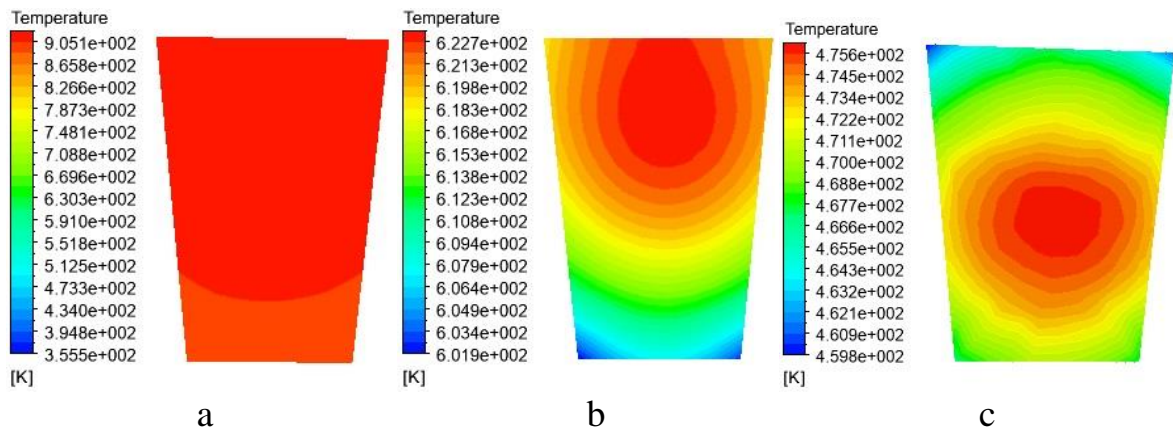 Temperature
9.051e+002
8.658e+002
8.266e+002
7.873e+002
7.481e+002
7.088e+002
6.696e+002
6.303e+002
5.910e+002
5.518e+002
5.125e+002
4.733e+002
4.340e+002
3.948e+002
3.555e+002
[K]
a
Temperature
6.227e+002
6.213e+002
6.198e+002
6.183e+002
6.168e+002
6.153e+002
6.138e+002
6.123e+002
6.108e+002
6.094e+002
6.079e+002
6.064e+002
6.049e+002
6.034e+002
6.019e+002
[K]
b
Temperature
4.756e+002
4.745e+002
4.734e+002
4.722e+002
4.711e+002
4.700e+002
4.688e+002
4.677e+002
4.666e+002
4.655e+002
4.643e+002
4.632e+002
4.621e+002
4.609e+002
4.598e+002
[K]
c